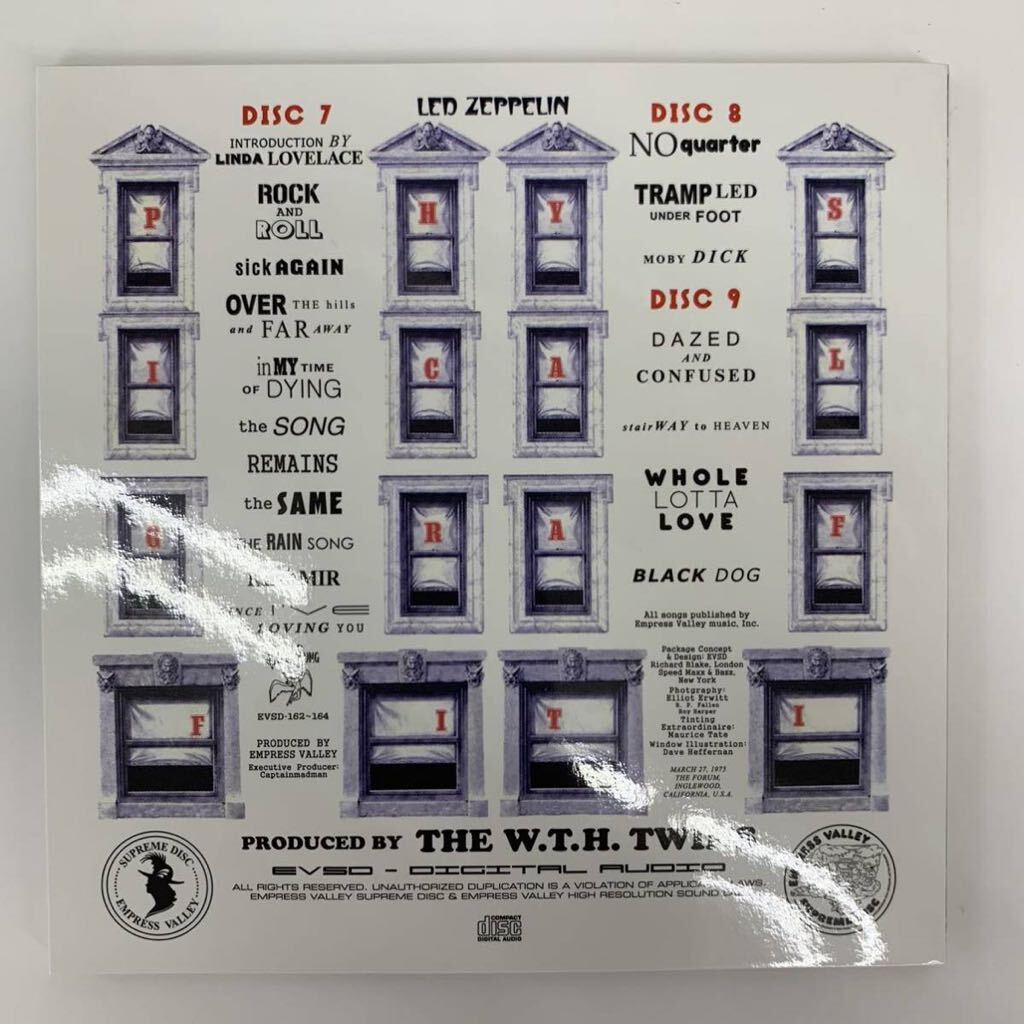 LED ZEPPELIN
DISC 7
INTRODUCTION BY
LINDA LOVELACE
ROCK
AND
ROLL
sick AGAIN
OVER THE hills
and FAR AWAY
in MY TIME
OF DYING
the SONG
REMAINS
the SAME
THE RAIN SONG
LOVING YOU
EVSD-162~164
PRODUCED BY
EMPRESS VALLEY
Executive Producer:
Captainmadman
DISC 8
NO quarter
TRAMPLED
UNDER FOOT
MOBY DICK
DISC 9
DAZED
AND
CONFUSED
stairWAY to HEAVEN
WHOLE
LOTTA
LOVE
BLACK DOG
All songs published by
Empress Valley music, Inc.
Package Concept
& Design: EVSD
Richard Blake, London
Speed Maxx & Bazz,
New York
Photography:
Elliot Erwitt
B. P. Fallon
Roy Harper
Tinting
Extraordinaire:
Maurice Tate
Window Illustration:
Dave Heffernan
MARCH 27, 1975
THE FORUM,
INGLEWOOD,
CALIFORNIA, U.S.A.
P H Y S
I C A L
G R A F
F I T I
PRODUCED BY THE W.T.H.
EVSD - DIGITAL AUDIO
ALL RIGHTS RESERVED. UNAUTHORIZED DUPLICATION IS A VIOLATION OF LAWS.
EMPRESS VALLEY SUPREME DISC & EMPRESS VALLEY HIGH RESOLUTION SOUND
SUPREME DISC
EMPRESS VALLEY
EMPRESS VALLEY
SUPREME DISC
COMPACT
disc
DIGITAL AUDIO